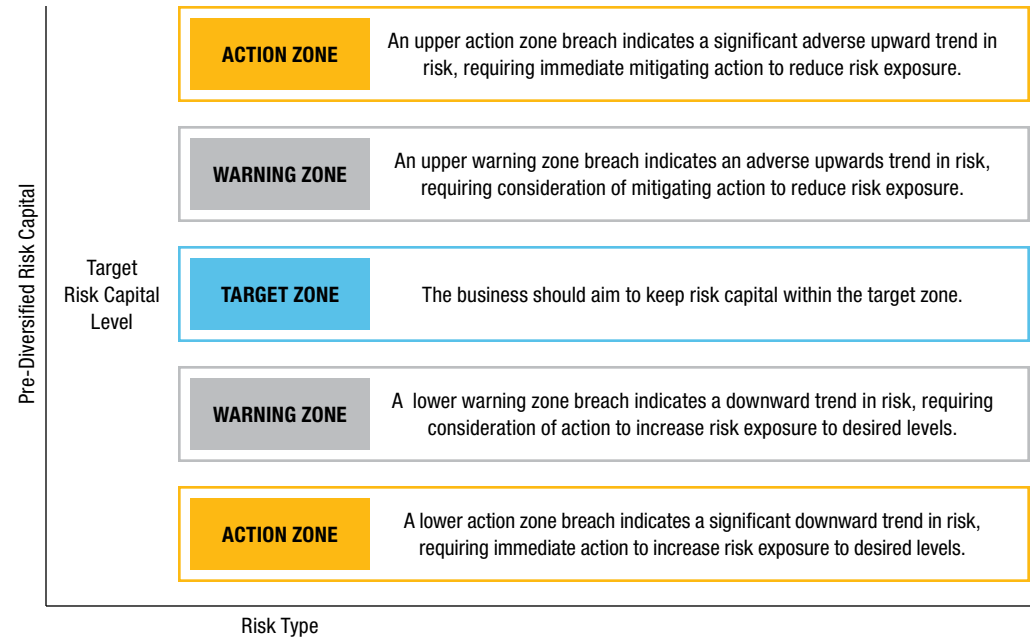 ACTION ZONE
An upper action zone breach indicates a significant adverse upward trend in
risk, requiring immediate mitigating action to reduce risk exposure.
WARNING ZONE
An upper warning zone breach indicates an adverse upwards trend in risk,
requiring consideration of mitigating action to reduce risk exposure.
Pre-Diversified Risk Capital
Target
Risk Capital
Level
TARGET ZONE
The business should aim to keep risk capital within the target zone.
WARNING ZONE
A lower warning zone breach indicates a downward trend in risk, requiring
consideration of action to increase risk exposure to desired levels.
ACTION ZONE
A lower action zone breach indicates a significant downward trend in risk,
requiring immediate action to increase risk exposure to desired levels.
Risk Type